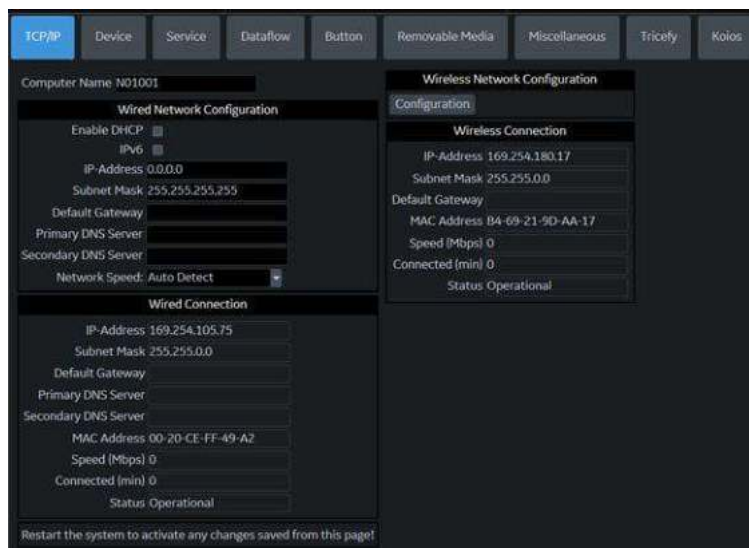 TCP/IP Device Service Dataflow Button Removable Media Miscellaneous Tricefy Koios
Computer Name N01001
Wired Network Configuration
Enable DHCP
IPv6
IP-Address 0.0.0.0
Subnet Mask 255.255.255.255
Default Gateway
Primary DNS Server
Secondary DNS Server
Network Speed: Auto Detect
Wired Connection
IP-Address 169.254.105.75
Subnet Mask 255.255.0.0
Default Gateway
Primary DNS Server
Secondary DNS Server
MAC Address 00-20-CE-FF-49-A2
Speed (Mbps) 0
Connected (min) 0
Status Operational
Restart the system to activate any changes saved from this page!
Wireless Network Configuration
Configuration
Wireless Connection
IP-Address 169.254.180.17
Subnet Mask 255.255.0.0
Default Gateway
MAC Address B4-69-21-9D-AA-17
Speed (Mbps) 0
Connected (min) 0
Status Operational